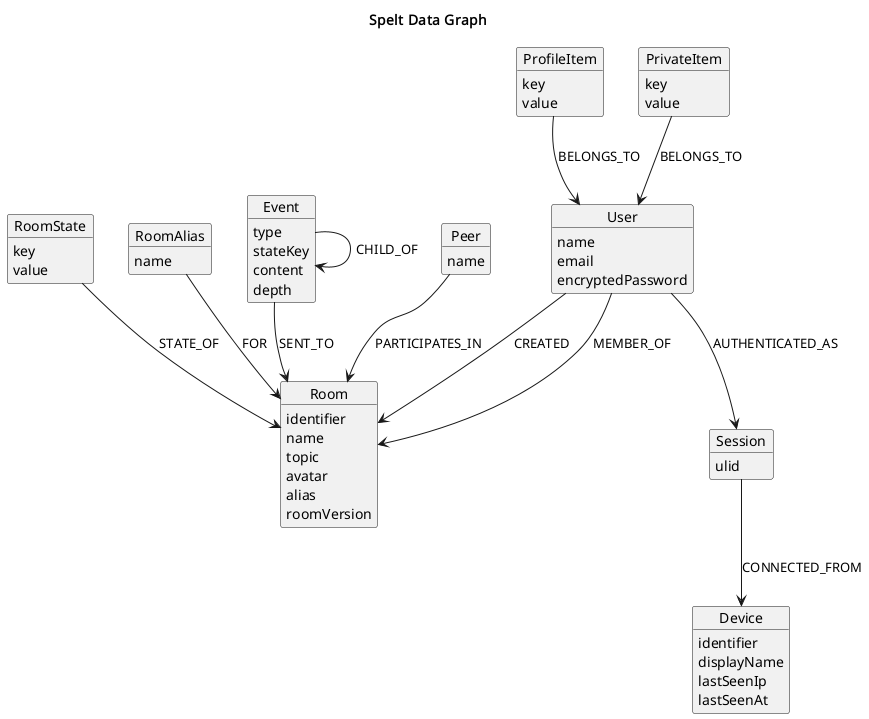 Spelt Data Graph
ProfileItem
key
value
PrivateItem
key
value
BELONGS_TO
BELONGS_TO
RoomState
key
value
RoomAlias
name
Event
type
stateKey
content
depth
CHILD_OF
Peer
name
User
name
email
encryptedPassword
STATE_OF
FOR
SENT_TO
PARTICIPATES_IN
CREATED
MEMBER_OF
AUTHENTICATED_AS
Room
identifier
name
topic
avatar
alias
roomVersion
Session
ulid
CONNECTED_FROM
Device
identifier
displayName
lastSeenIp
lastSeenAt